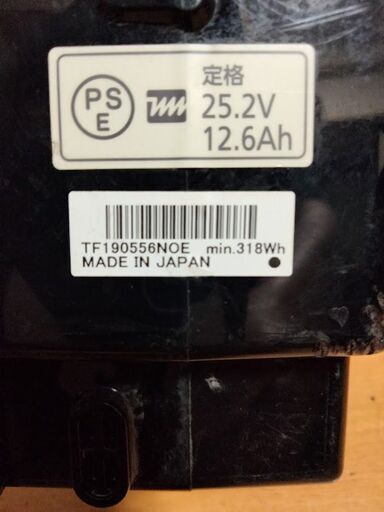 PS
E
定格
25.2V
12.6Ah
TF190556NOE min.318Wh
MADE IN JAPAN